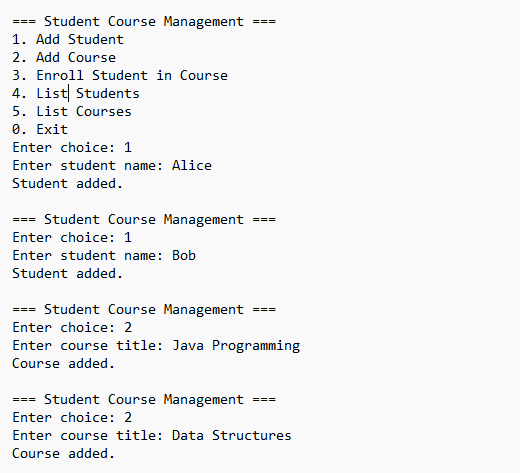 === Student Course Management ===
1. Add Student
2. Add Course
3. Enroll Student in Course
4. List Students
5. List Courses
0. Exit
Enter choice: 1
Enter student name: Alice
Student added.
=== Student Course Management ===
Enter choice: 1
Enter student name: Bob
Student added.
=== Student Course Management ===
Enter choice: 2
Enter course title: Java Programming
Course added.
=== Student Course Management ===
Enter choice: 2
Enter course title: Data Structures
Course added.